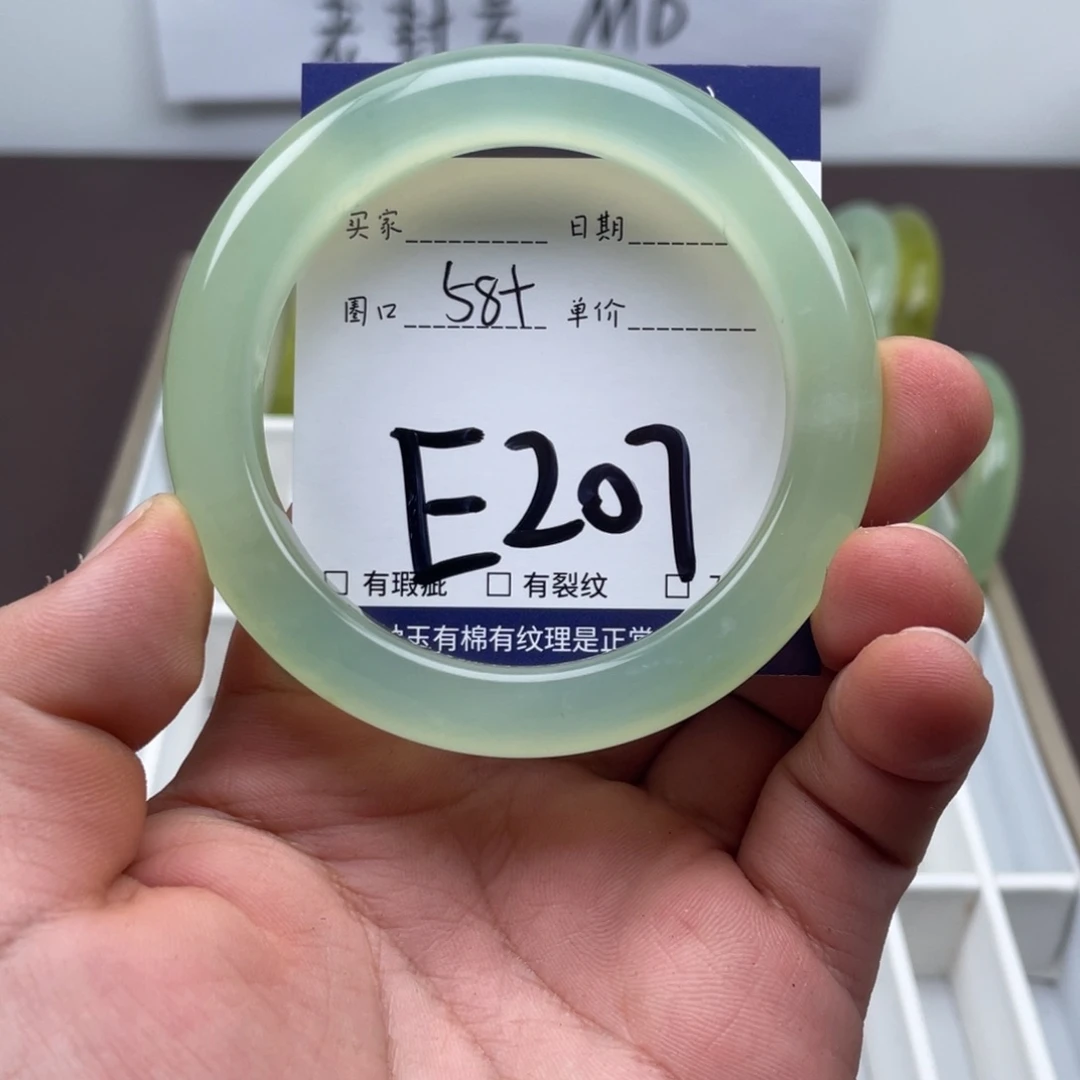 MD
买家 日期
圈口 58+ 单价
E207
□ 有瑕疵 □ 有裂纹 □
玉有棉有纹理是正常